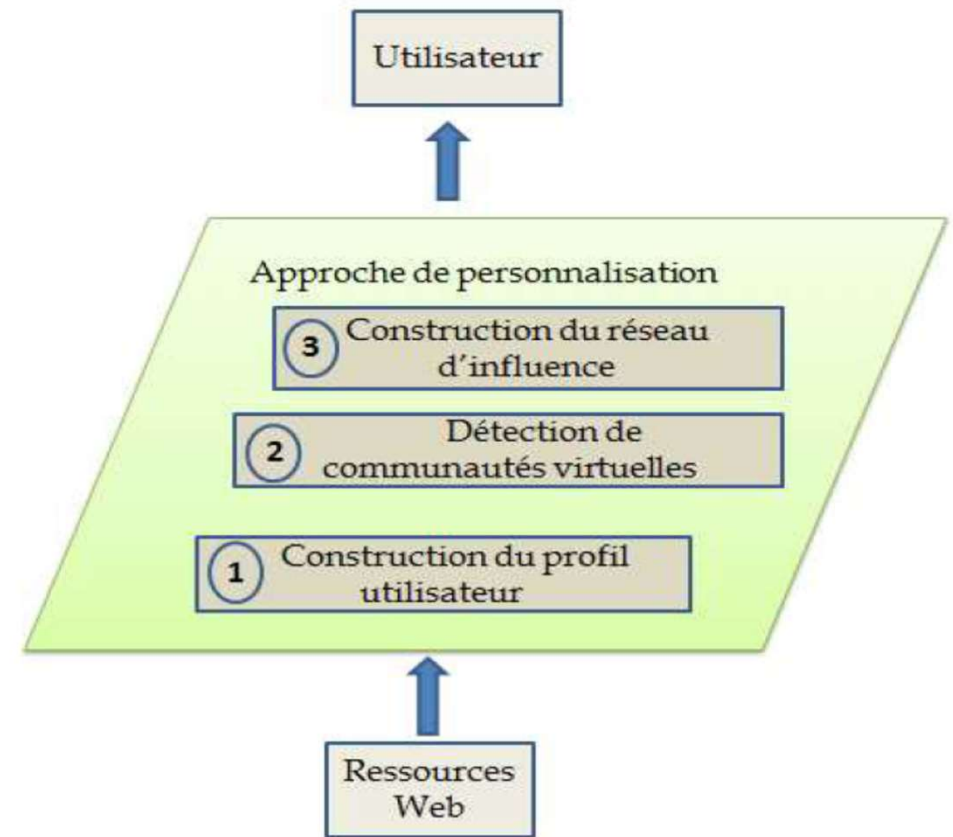 Utilisateur
Approche de personnalisation
3 Construction du réseau
d'influence
2 Détection de
communautés virtuelles
1 Construction du profil
utilisateur
Ressources
Web